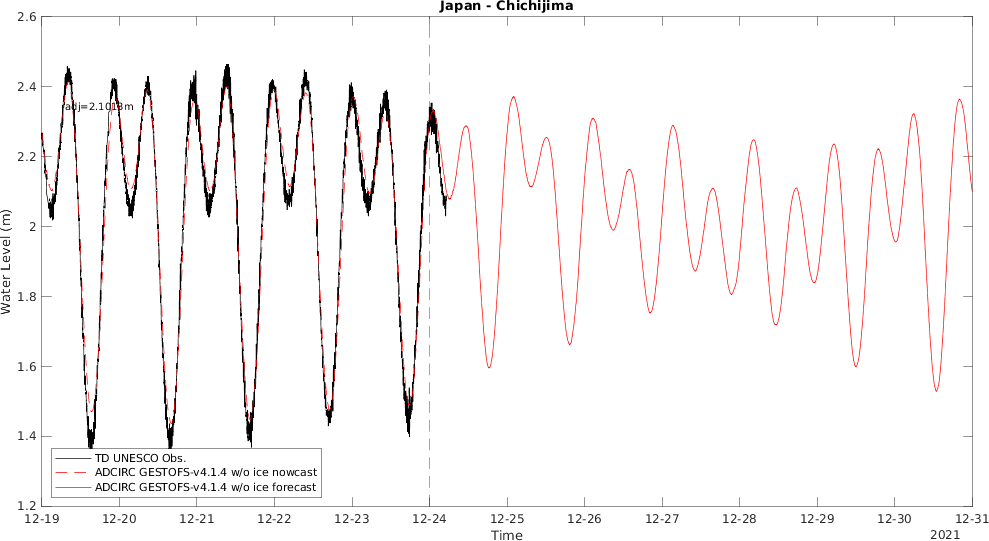 Japan - Chichijima
2.6
2.4
2.2
2
1.8
1.6
1.4
1.2
Water Level (m)
adj=2.1013m
TD UNESCO Obs.
ADCIRC GESTOFS-v4.1.4 w/o ice nowcast
ADCIRC GESTOFS-v4.1.4 w/o ice forecast
12-19 12-20 12-21 12-22 12-23 12-24 12-25 12-26 12-27 12-28 12-29 12-30 12-31
Time
2021